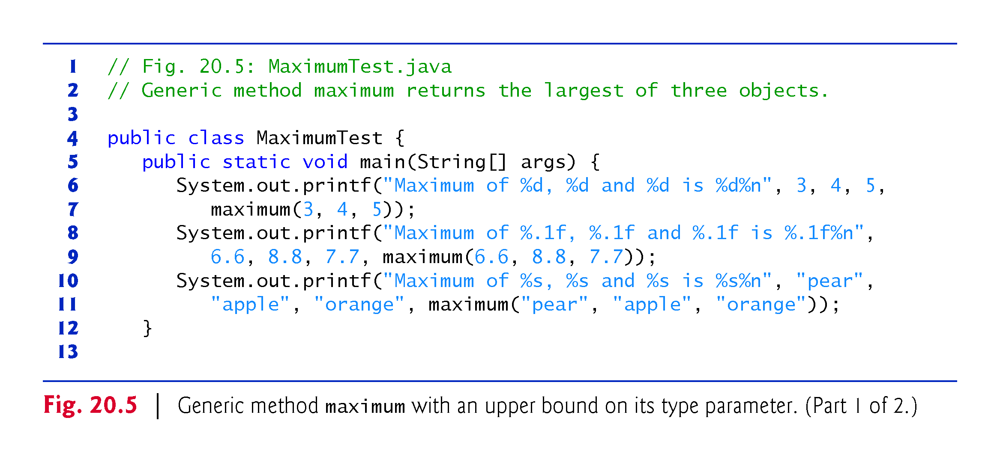 1 // Fig. 20.5: MaximumTest.java
2 // Generic method maximum returns the largest of three objects.
3
4 public class MaximumTest {
5 public static void main(String[] args) {
6 System.out.printf("Maximum of %d, %d and %d is %d%n", 3, 4, 5,
7 maximum(3, 4, 5));
8 System.out.printf("Maximum of %.1f, %.1f and %.1f is %.1f%n",
9 6.6, 8.8, 7.7, maximum(6.6, 8.8, 7.7));
10 System.out.printf("Maximum of %s, %s and %s is %s%n", "pear",
11 "apple", "orange", maximum("pear", "apple", "orange"));
12 }
13
Fig. 20.5 | Generic method maximum with an upper bound on its type parameter. (Part 1 of 2.)